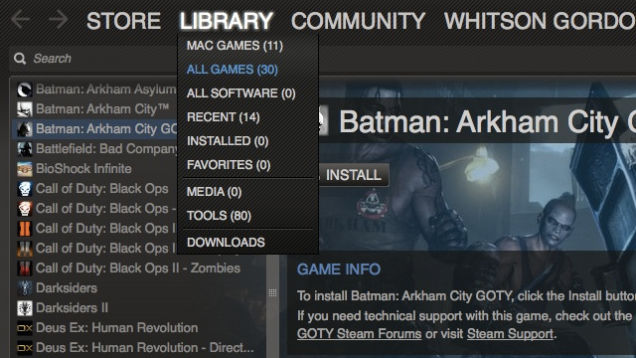 STORE LIBRARY COMMUNITY WHITSON GORDO
Search
MAC GAMES (11)
ALL GAMES (30)
ALL SOFTWARE (0)
RECENT (14)
INSTALLED (0)
FAVORITES (0)
MEDIA (0)
TOOLS (80)
DOWNLOADS
Batman: Arkham Asylum
Batman: Arkham City™
Batman: Arkham City GO
Battlefield: Bad Company
BioShock Infinite
Call of Duty: Black Ops
Call of Duty: Black Ops -
Call of Duty: Black Ops II
Call of Duty: Black Ops II -
Call of Duty: Black Ops II - Zombies
Darksiders
Darksiders II
Deus Ex: Human Revolution
Deus Ex: Human Revolution - Direct...
Batman: Arkham City G
INSTALL
GAME INFO
To install Batman: Arkham City GOTY, click the Install button
If you need technical support with this game, check out the
GOTY Steam Forums or visit Steam Support.